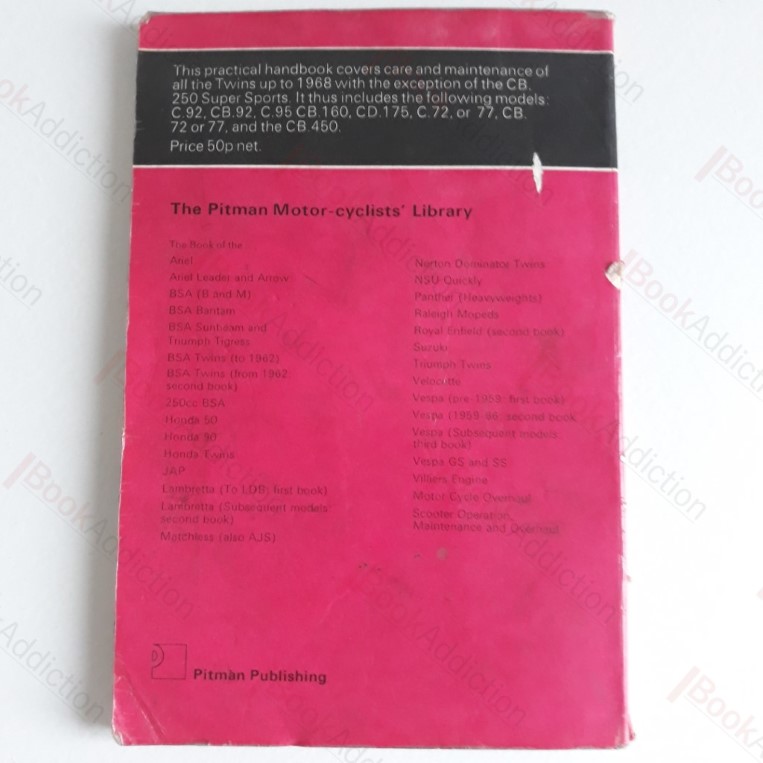 This practical handbook covers care and maintenance of
all the Twins up to 1968 with the exception of the CB.
250 Super Sports. It thus includes the following models:
C.92, CB.92, C.95 CB.160, CD.175, C.72, or 77, CB.
72 or 77, and the CB.450.
Price 50p net.
The Pitman Motor-cyclists' Library
The Book of the
Ariel
Ariel Leader and Arrow
BSA (B and M)
BSA Bantam
BSA Sunbeam and
Triumph Tigress
BSA Twins (to 1962)
BSA Twins (from 1962;
second book)
250cc BSA
Honda 50
Honda 90
Honda Twins
JAP
Lambretta (To LDB; first book)
Lambretta (Subsequent models:
second book)
Matchless (also AJS)
Norton Dominator Twins
NSU Quickly
Panther (Heavyweights)
Raleigh Mopeds
Royal Enfield (second book)
Suzuki
Triumph Twins
Velocette
Vespa (pre-1959: first book)
Vespa (1959-66: second book
Vespa (Subsequent models:
third book)
Vespa GS and SS
Villiers Engine
Motor Cycle Overhaul
Scooter Operation,
Maintenance and Overhaul
Pitman Publishing
BookAddiction